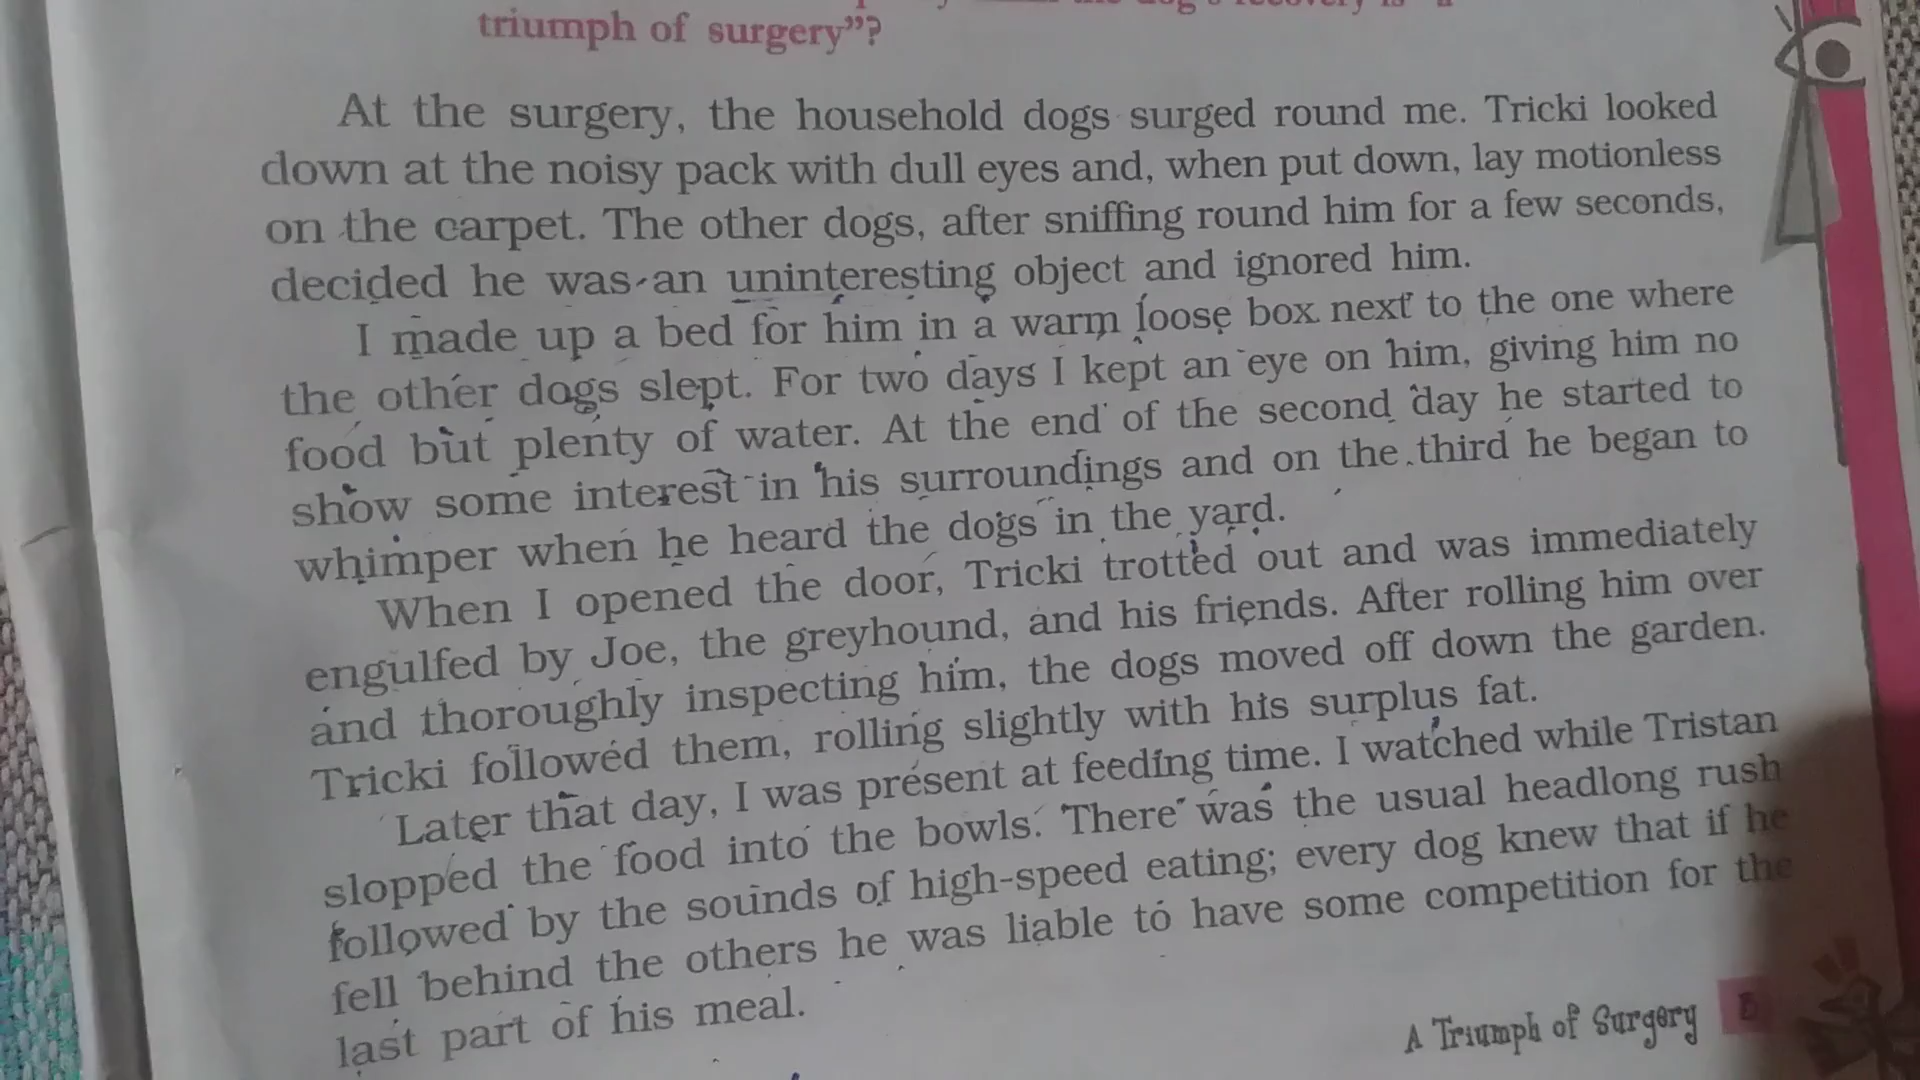 triumph of surgery”?
At the surgery, the household dogs surged round me. Tricki looked
down at the noisy pack with dull eyes and, when put down, lay motionless
on the carpet. The other dogs, after sniffing round him for a few seconds,
decided he was an uninteresting object and ignored him.
I made up a bed for him in a warm loose box next to the one where
the other dogs slept. For two days I kept an eye on him, giving him no
food but plenty of water. At the end of the second day he started to
show some interest in his surroundings and on the third he began to
whimper when he heard the dogs in the yard.
When I opened the door, Tricki trotted out and was immediately
engulfed by Joe, the greyhound, and his friends. After rolling him over
and thoroughly inspecting him, the dogs moved off down the garden.
Tricki followed them, rolling slightly with his surplus fat.
Later that day, I was present at feeding time. I watched while Tristan
slopped the food into the bowls. There was the usual headlong rush
followed by the sounds of high-speed eating; every dog knew that if he
fell behind the others he was liable to have some competition for the
last part of his meal.
A Triumph of Surgery